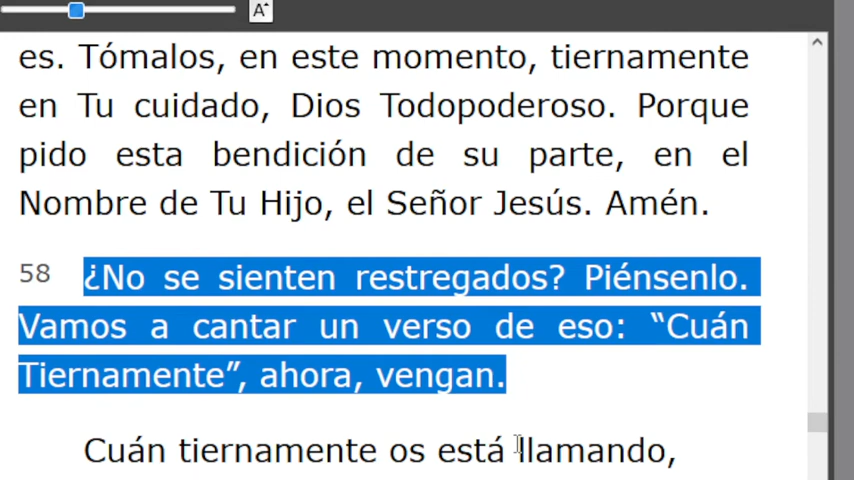 A
es. Tómalos, en este momento, tiernamente
en Tu cuidado, Dios Todopoderoso. Porque
pido esta bendición de su parte, en el
Nombre de Tu Hijo, el Señor Jesús. Amén.
58 ¿No se sienten restregados? Piénsenlo.
Vamos a cantar un verso de eso: “Cuán
Tiernamente”, ahora, vengan.
Cuán tiernamente os está llamando,